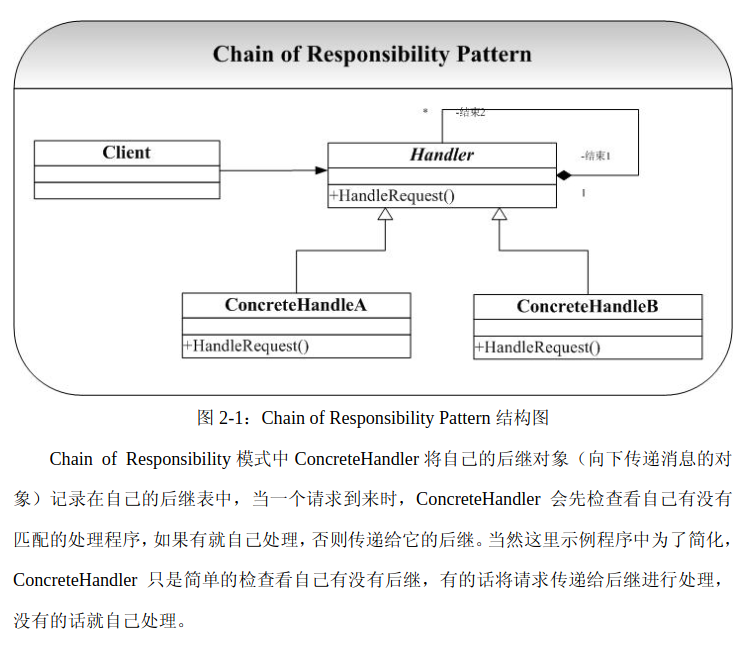 Chain of Responsibility Pattern
*
-结束2
Client
Handler
-结束1
+HandleRequest()
1
ConcreteHandleA
ConcreteHandleB
+HandleRequest()
+HandleRequest()
图 2-1：Chain of Responsibility Pattern 结构图
Chain of Responsibility 模式中 ConcreteHandler 将自己的后继对象（向下传递消息的对
象）记录在自己的后继表中，当一个请求到来时，ConcreteHandler 会先检查看自己有没有
匹配的处理程序，如果有就自己处理，否则传递给它的后继。当然这里示例程序中为了简化，
ConcreteHandler 只是简单的检查看自己有没有后继，有的话将请求传递给后继进行处理，
没有的话就自己处理。